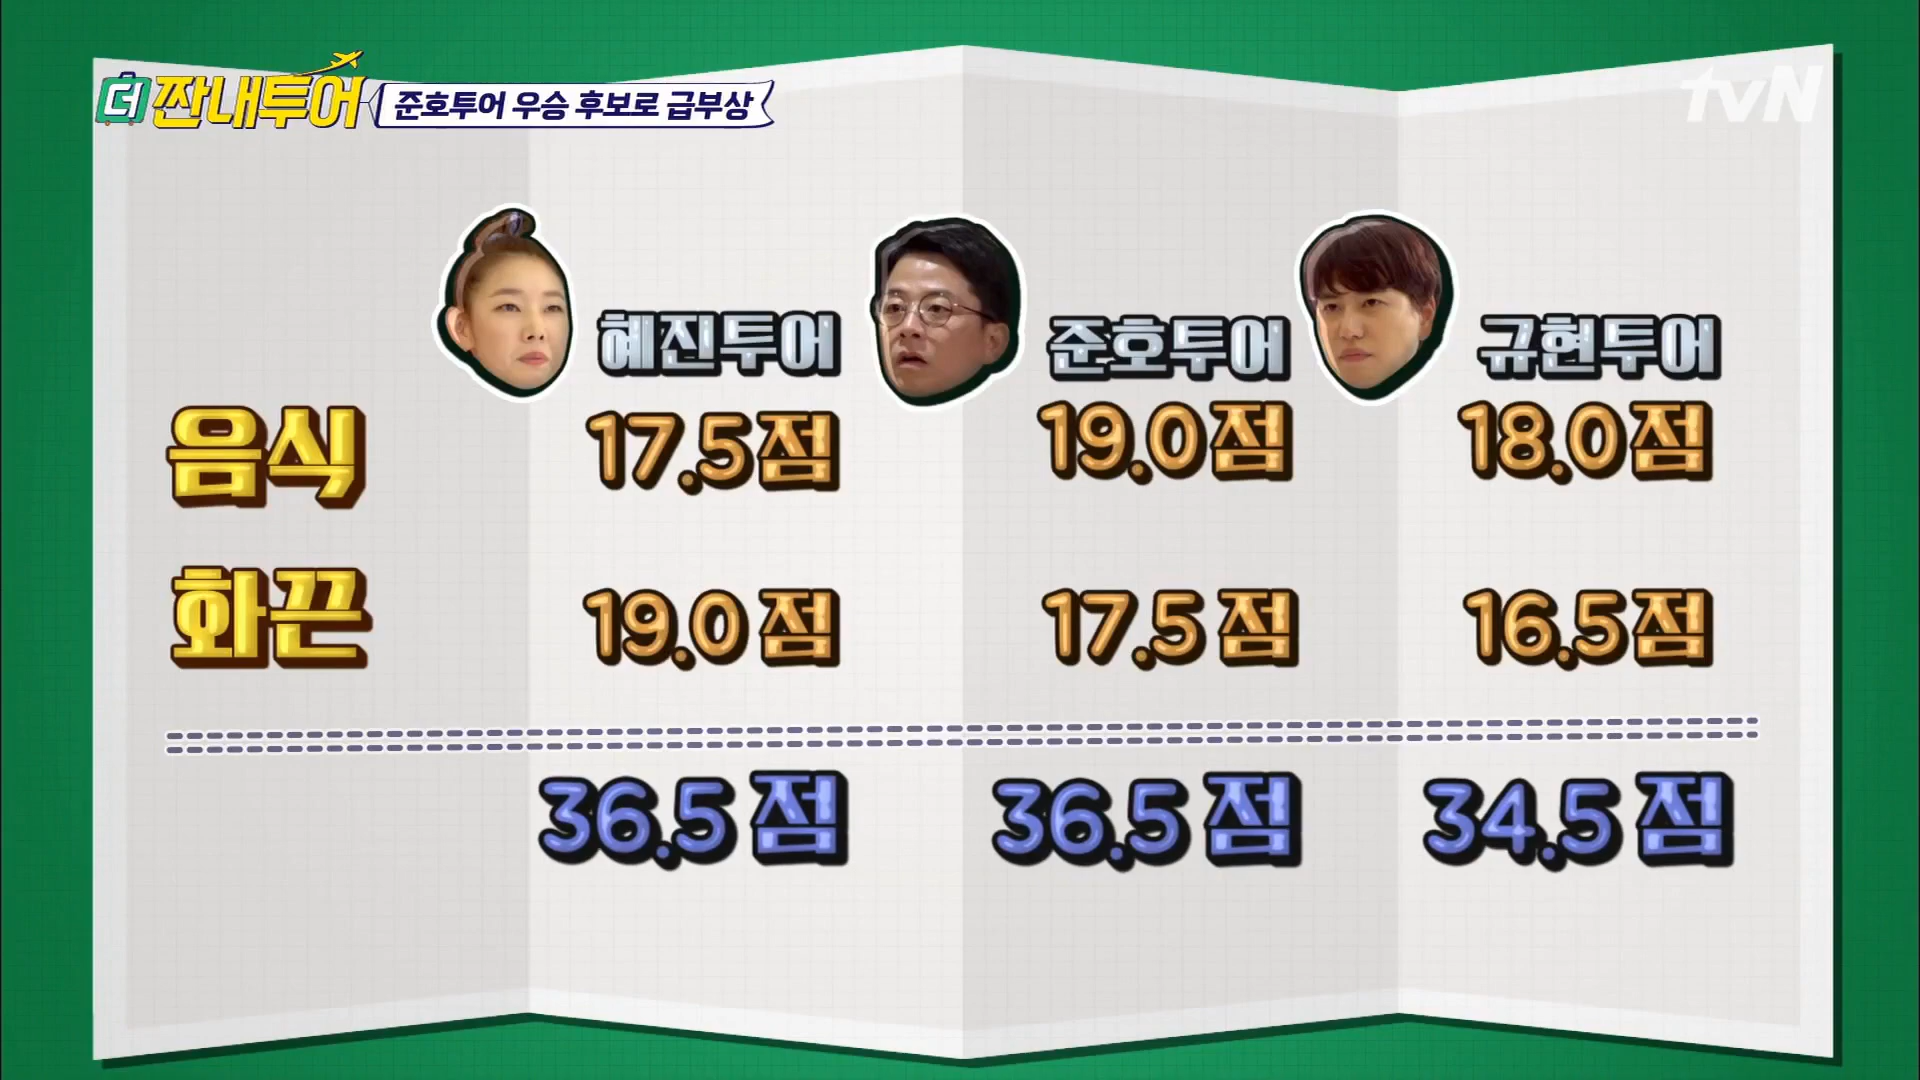 더 짠내투어 준호투어 우승 후보로 급부상
tvN
혜진투어 준호투어 규현투어
음식 17.5점 19.0점 18.0점
화끈 19.0점 17.5점 16.5점
36.5점 36.5점 34.5점